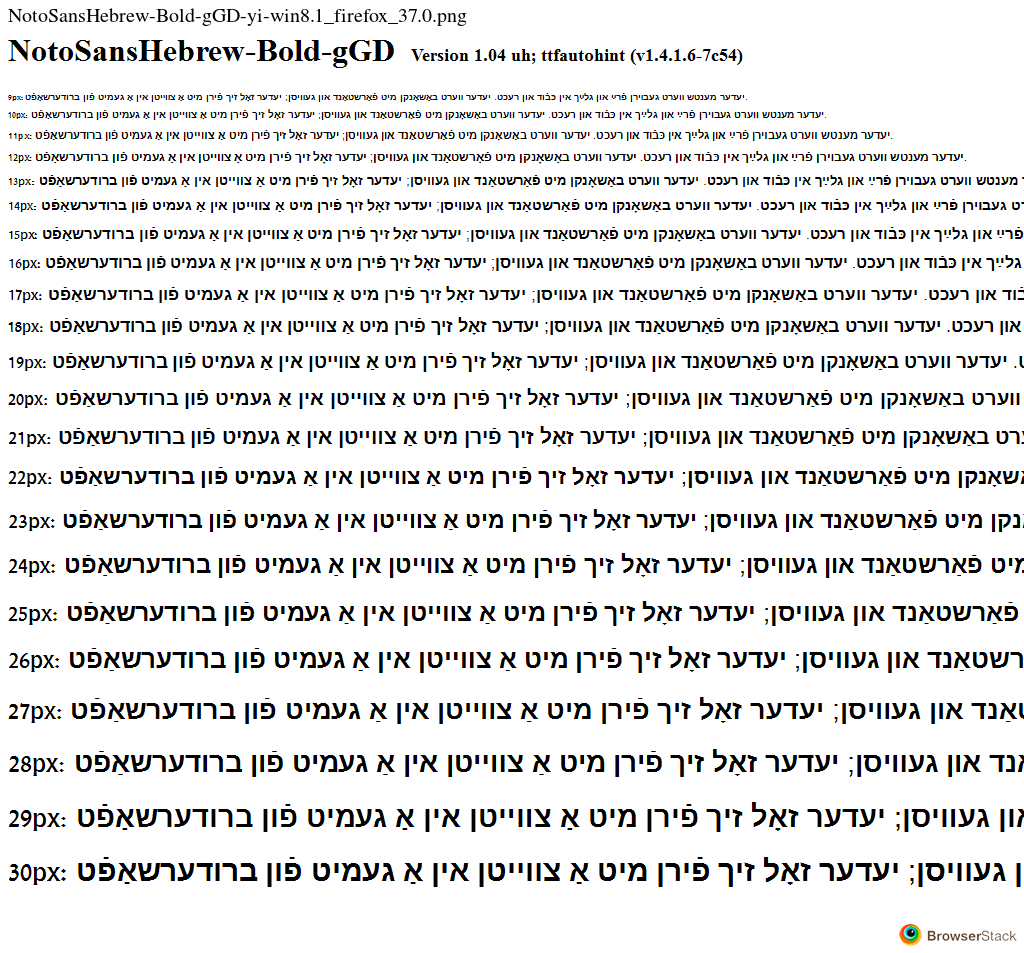 NotoSansHebrew-Bold-gGD-yi-win8.1_firefox_37.0.png
NotoSansHebrew-Bold-gGD Version 1.04 uh; ttfautohint (v1.4.1.6-7c54)
9px: יעדער מענטש ווערט געבוירן פֿרײַ און גלײַך אין כּבֿוד און רעכט. יעדער ווערט באַשאָנקן מיט פֿאַרשטאַנד און געוויסן; יעדער זאָל זיך פֿירן מיט אַ צווייטן אין אַ געמיט פֿון ברודערשאַפֿט.
10px: יעדער מענטש ווערט געבוירן פֿרײַ און גלײַך אין כּבֿוד און רעכט. יעדער ווערט באַשאָנקן מיט פֿאַרשטאַנד און געוויסן; יעדער זאָל זיך פֿירן מיט אַ צווייטן אין אַ געמיט פֿון ברודערשאַפֿט.
11px: יעדער מענטש ווערט געבוירן פֿרײַ און גלײַך אין כּבֿוד און רעכט. יעדער ווערט באַשאָנקן מיט פֿאַרשטאַנד און געוויסן; יעדער זאָל זיך פֿירן מיט אַ צווייטן אין אַ געמיט פֿון ברודערשאַפֿט.
12px: יעדער מענטש ווערט געבוירן פֿרײַ און גלײַך אין כּבֿוד און רעכט. יעדער ווערט באַשאָנקן מיט פֿאַרשטאַנד און געוויסן; יעדער זאָל זיך פֿירן מיט אַ צווייטן אין אַ געמיט פֿון ברודערשאַפֿט.
13px: מענטש ווערט געבוירן פֿרײַ און גלײַך אין כּבֿוד און רעכט. יעדער ווערט באַשאָנקן מיט פֿאַרשטאַנד און געוויסן; יעדער זאָל זיך פֿירן מיט אַ צווייטן אין אַ געמיט פֿון ברודערשאַפֿט
14px: געבוירן פֿרײַ און גלײַך אין כּבֿוד און רעכט. יעדער ווערט באַשאָנקן מיט פֿאַרשטאַנד און געוויסן; יעדער זאָל זיך פֿירן מיט אַ צווייטן אין אַ געמיט פֿון ברודערשאַפֿט
15px: פֿרײַ און גלײַך אין כּבֿוד און רעכט. יעדער ווערט באַשאָנקן מיט פֿאַרשטאַנד און געוויסן; יעדער זאָל זיך פֿירן מיט אַ צווייטן אין אַ געמיט פֿון ברודערשאַפֿט
16px: גלײַך אין כּבֿוד און רעכט. יעדער ווערט באַשאָנקן מיט פֿאַרשטאַנד און געוויסן; יעדער זאָל זיך פֿירן מיט אַ צווייטן אין אַ געמיט פֿון ברודערשאַפֿט
17px: און רעכט. יעדער ווערט באַשאָנקן מיט פֿאַרשטאַנד און געוויסן; יעדער זאָל זיך פֿירן מיט אַ צווייטן אין אַ געמיט פֿון ברודערשאַפֿט
18px: און רעכט. יעדער ווערט באַשאָנקן מיט פֿאַרשטאַנד און געוויסן; יעדער זאָל זיך פֿירן מיט אַ צווייטן אין אַ געמיט פֿון ברודערשאַפֿט
19px: . יעדער ווערט באַשאָנקן מיט פֿאַרשטאַנד און געוויסן; יעדער זאָל זיך פֿירן מיט אַ צווייטן אין אַ געמיט פֿון ברודערשאַפֿט
20px: ווערט באַשאָנקן מיט פֿאַרשטאַנד און געוויסן; יעדער זאָל זיך פֿירן מיט אַ צווייטן אין אַ געמיט פֿון ברודערשאַפֿט
21px: באַשאָנקן מיט פֿאַרשטאַנד און געוויסן; יעדער זאָל זיך פֿירן מיט אַ צווייטן אין אַ געמיט פֿון ברודערשאַפֿט
22px: מיט פֿאַרשטאַנד און געוויסן; יעדער זאָל זיך פֿירן מיט אַ צווייטן אין אַ געמיט פֿון ברודערשאַפֿט
23px: מיט פֿאַרשטאַנד און געוויסן; יעדער זאָל זיך פֿירן מיט אַ צווייטן אין אַ געמיט פֿון ברודערשאַפֿט
24px: מיט פֿאַרשטאַנד און געוויסן; יעדער זאָל זיך פֿירן מיט אַ צווייטן אין אַ געמיט פֿון ברודערשאַפֿט
25px: פֿאַרשטאַנד און געוויסן; יעדער זאָל זיך פֿירן מיט אַ צווייטן אין אַ געמיט פֿון ברודערשאַפֿט
26px: און געוויסן; יעדער זאָל זיך פֿירן מיט אַ צווייטן אין אַ געמיט פֿון ברודערשאַפֿט
27px: און געוויסן; יעדער זאָל זיך פֿירן מיט אַ צווייטן אין אַ געמיט פֿון ברודערשאַפֿט
28px: און געוויסן; יעדער זאָל זיך פֿירן מיט אַ צווייטן אין אַ געמיט פֿון ברודערשאַפֿט
29px: געוויסן; יעדער זאָל זיך פֿירן מיט אַ צווייטן אין אַ געמיט פֿון ברודערשאַפֿט
30px: געוויסן; יעדער זאָל זיך פֿירן מיט אַ צווייטן אין אַ געמיט פֿון ברודערשאַפֿט
BrowserStack